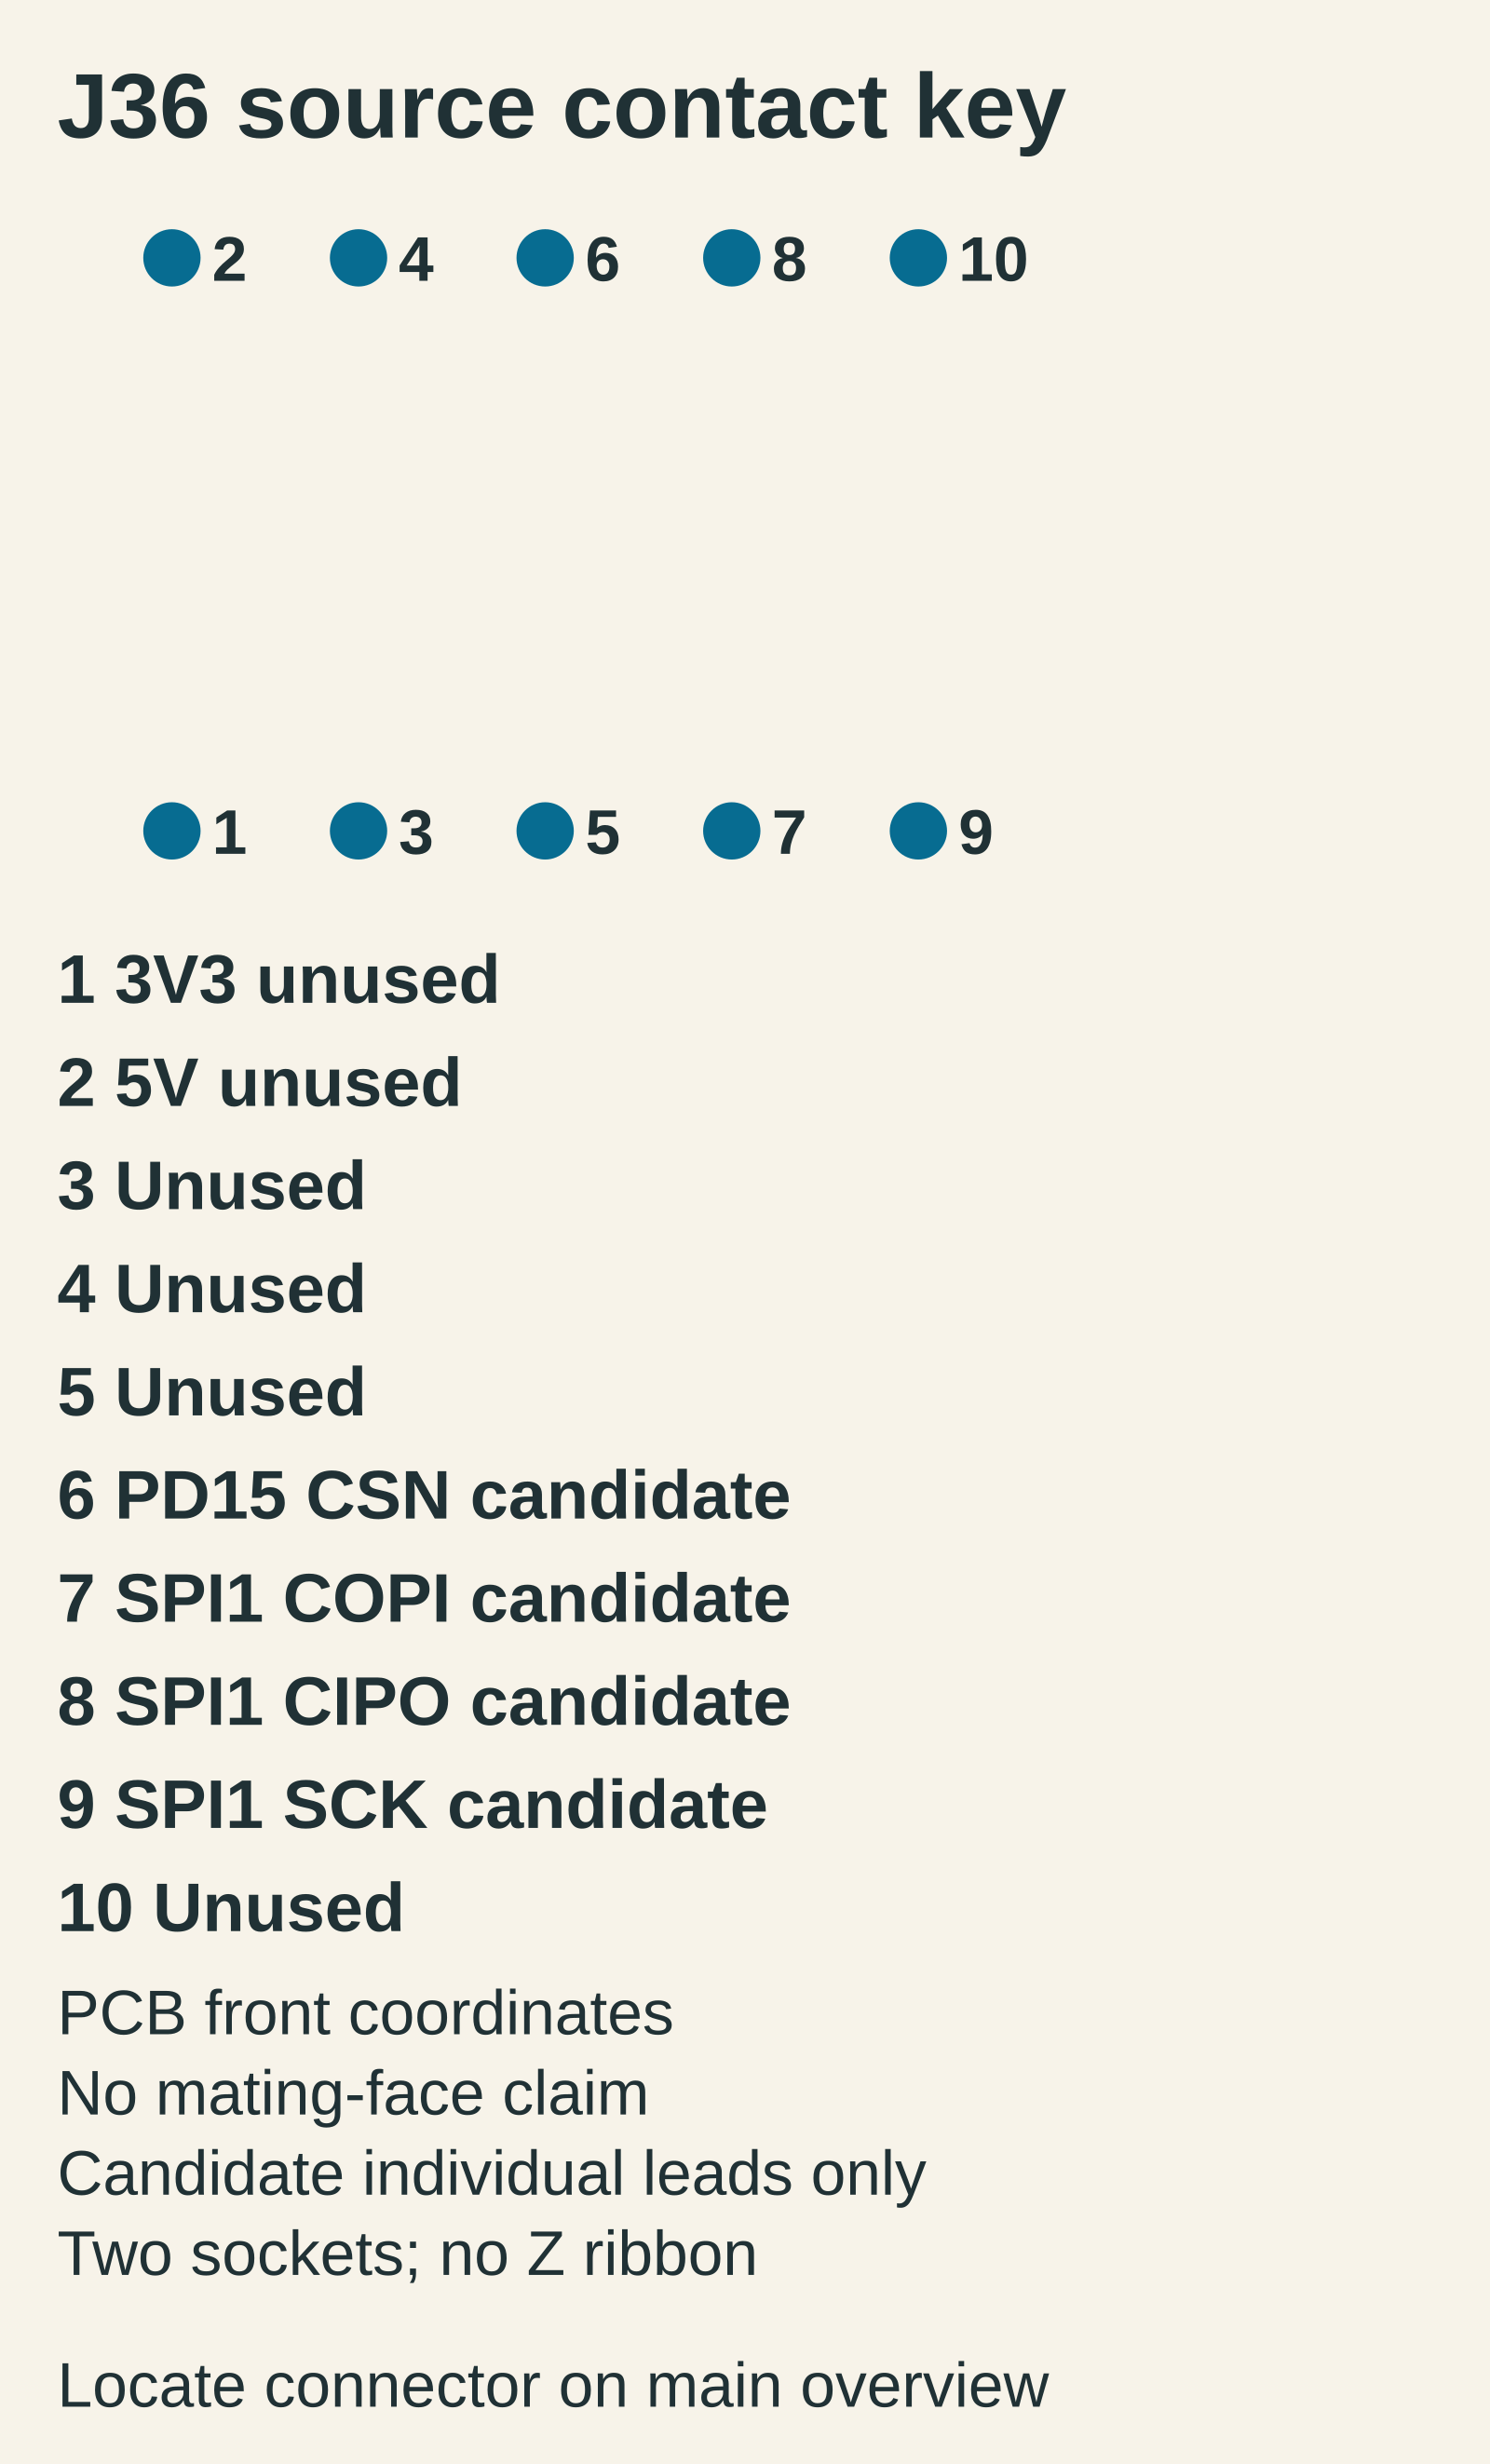 J36 source contact key
2 4 6 8 10
1 3 5 7 9
1 3V3 unused
2 5V unused
3 Unused
4 Unused
5 Unused
6 PD15 CSN candidate
7 SPI1 COPI candidate
8 SPI1 CIPO candidate
9 SPI1 SCK candidate
10 Unused
PCB front coordinates
No mating-face claim
Candidate individual leads only
Two sockets; no Z ribbon
Locate connector on main overview